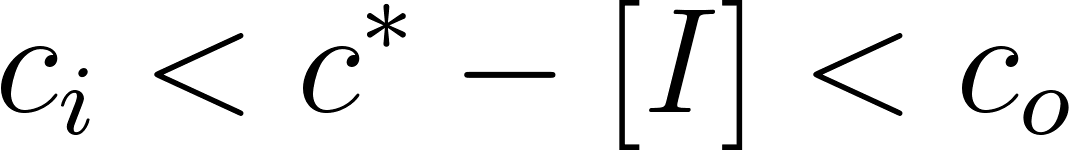 $c_i < c^* - [I] < c_o$